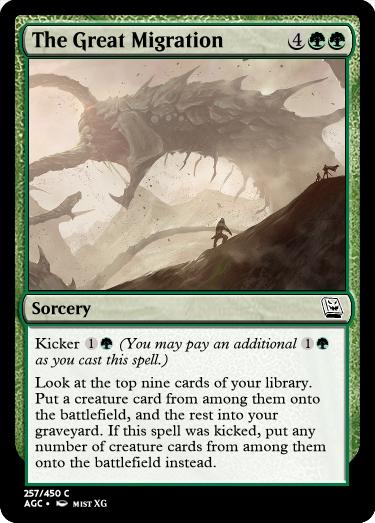 The Great Migration 4
Sorcery
Kicker 1 (You may pay an additional 1
as you cast this spell.)
Look at the top nine cards of your library.
Put a creature card from among them onto
the battlefield, and the rest into your
graveyard. If this spell was kicked, put any
number of creature cards from among them
onto the battlefield instead.
257/450 C
AGC • MIST XG